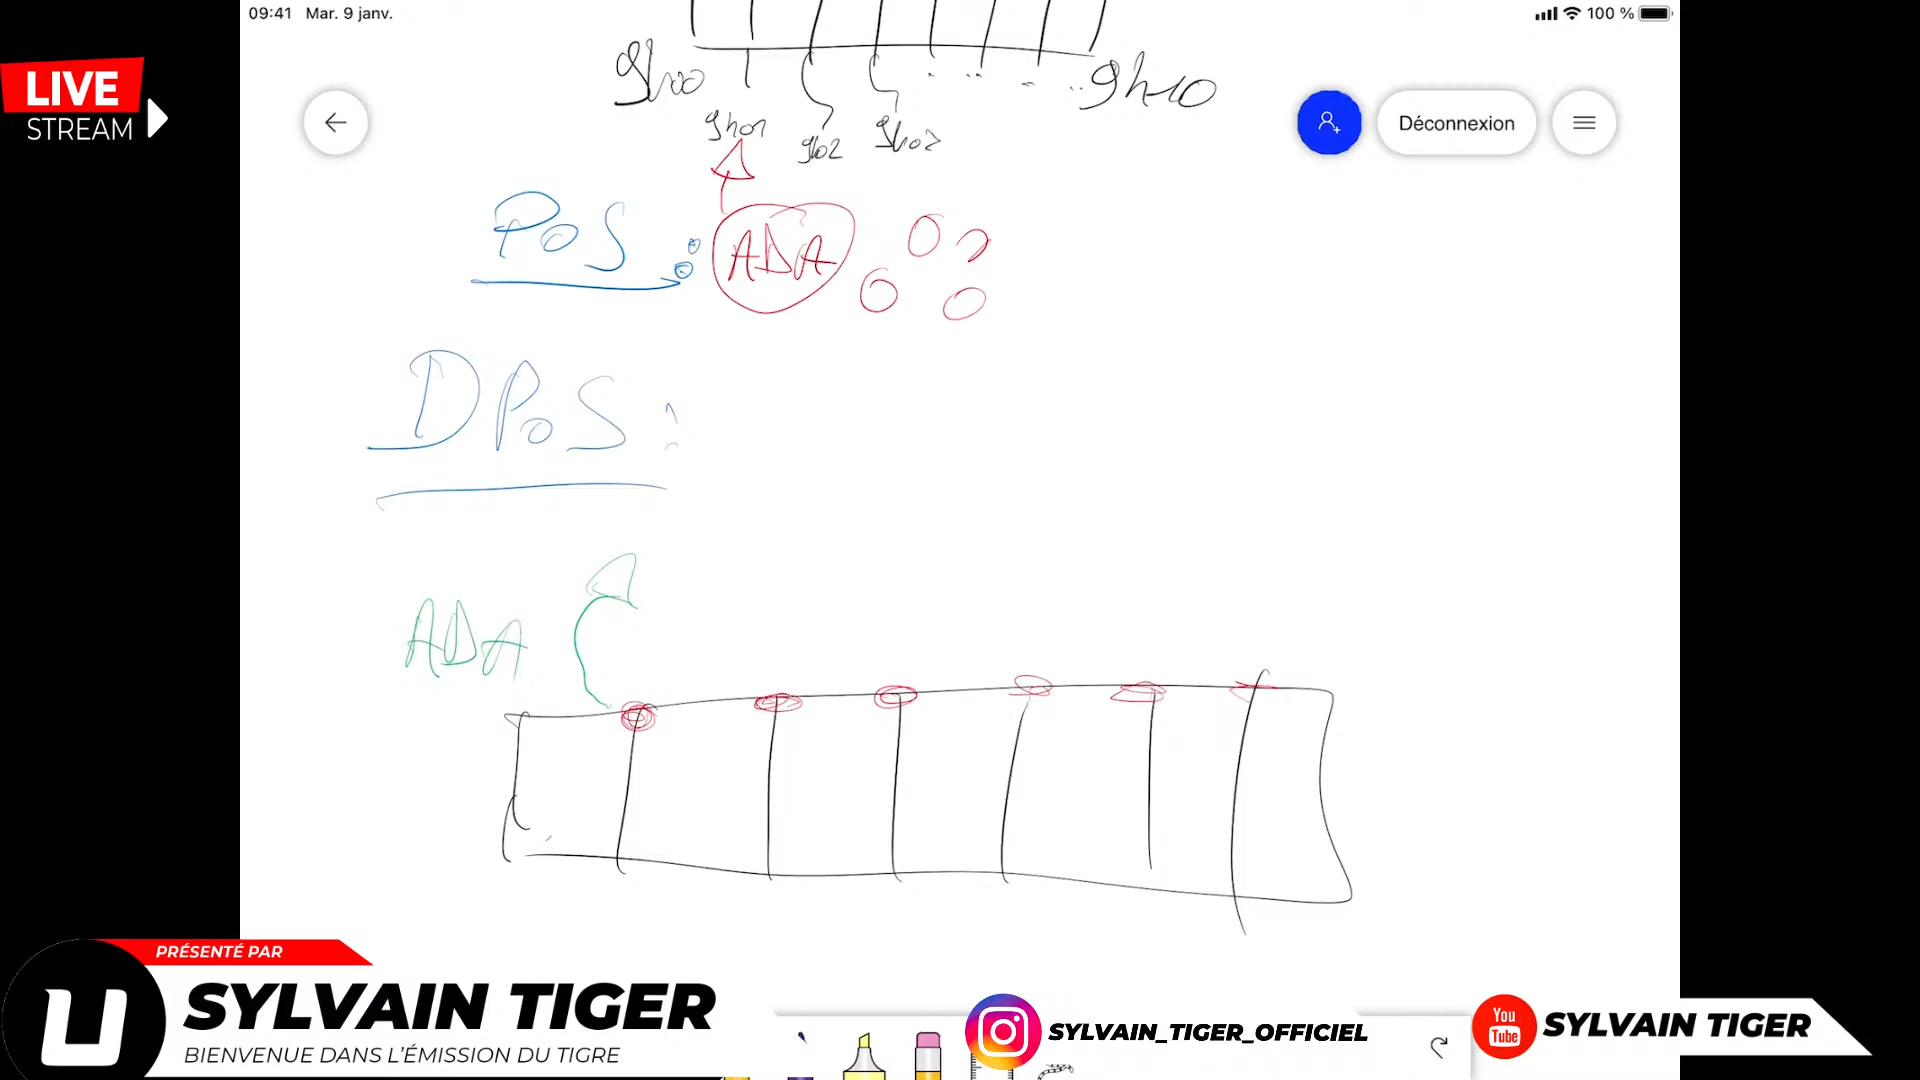 09:41 Mar. 9 janv.
100 %
LIVE
STREAM
9h00
9h10
9h01
9h02
Déconnexion
PoS :
ADA
DPoS :
ADA
PRÉSENTÉ PAR
SYLVAIN TIGER
BIENVENUE DANS L'ÉMISSION DU TIGRE
SYLVAIN_TIGER_OFFICIEL
You
Tube
SYLVAIN TIGER